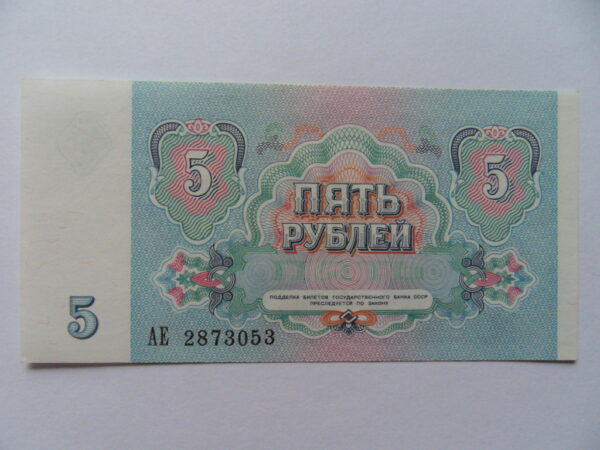 5 5
ПЯТЬ
РУБЛЕЙ
ПОДДЕЛКА БИЛЕТОВ ГОСУДАРСТВЕННОГО БАНКА СССР
ПРЕСЛЕДУЕТСЯ ПО ЗАКОНУ
5
АЕ 2873053